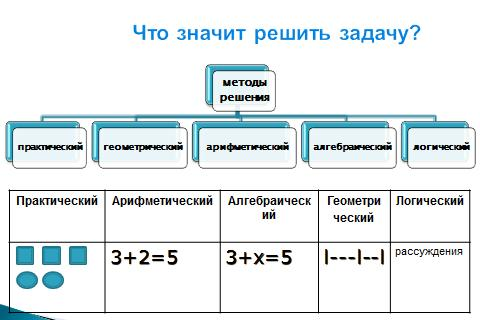 Что значит решить задачу?
методы
решения
практический геометрический арифметический алгебраический логический
Практический Арифметический Алгебраическ Геометри Логический
ий ческий
3+2=5 3+х=5 I---I--I рассуждения